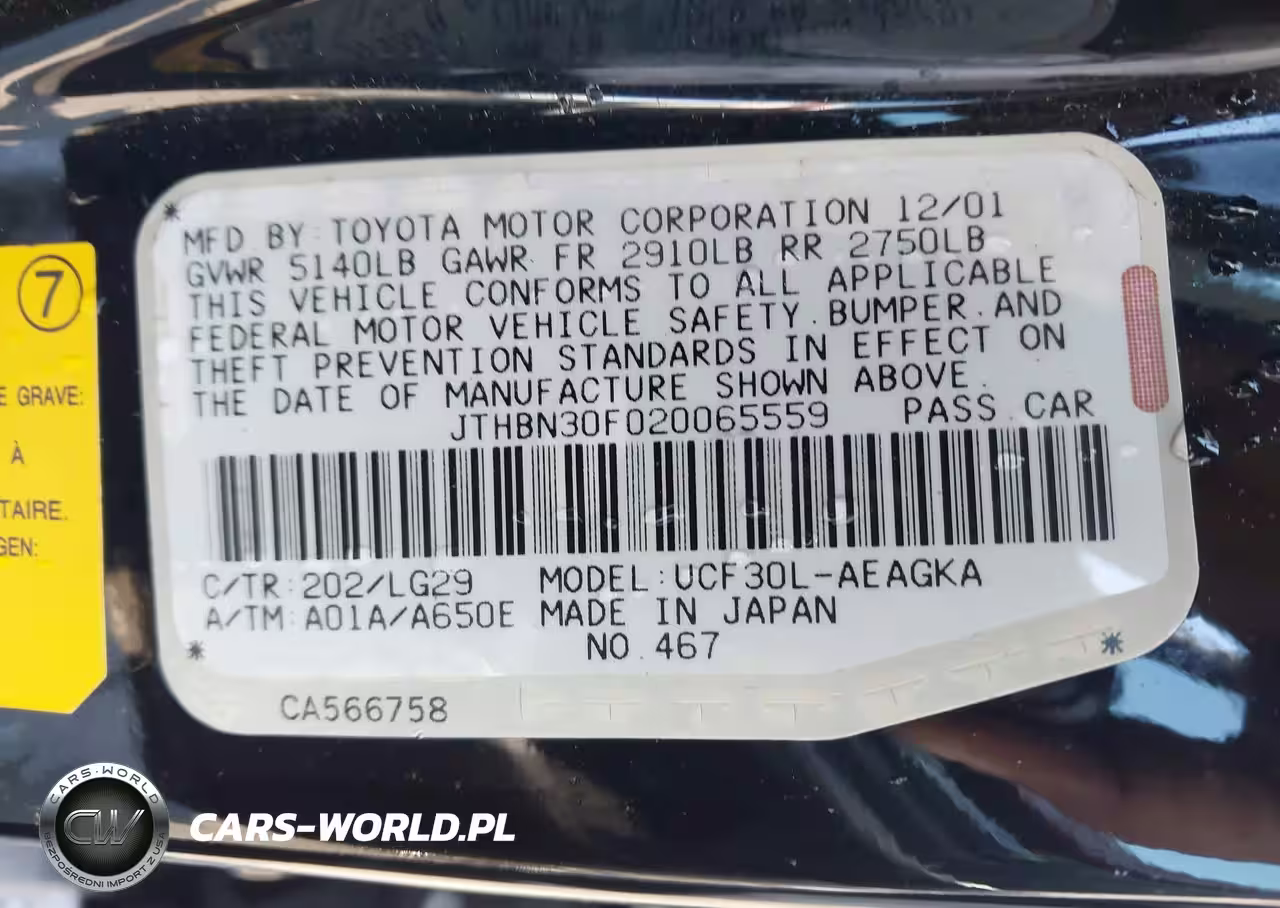 7
E GRAVE:
À
TAIRE.
GEN:
MFD BY: TOYOTA MOTOR CORPORATION 12/01
GVWR 5140LB GAWR FR 2910LB RR 2750LB
THIS VEHICLE CONFORMS TO ALL APPLICABLE
FEDERAL MOTOR VEHICLE SAFETY. BUMPER. AND
THEFT PREVENTION STANDARDS IN EFFECT ON
THE DATE OF MANUFACTURE SHOWN ABOVE.
JTHBN30F020065559 PASS. CAR
C/TR: 202/LG29 MODEL: UCF30L-AEAGKA
A/TM: A01A/A650E MADE IN JAPAN
NO. 467
CA566758
CARS-WORLD
CW
BEZPOŚREDNI IMPORT Z USA
CARS-WORLD.PL